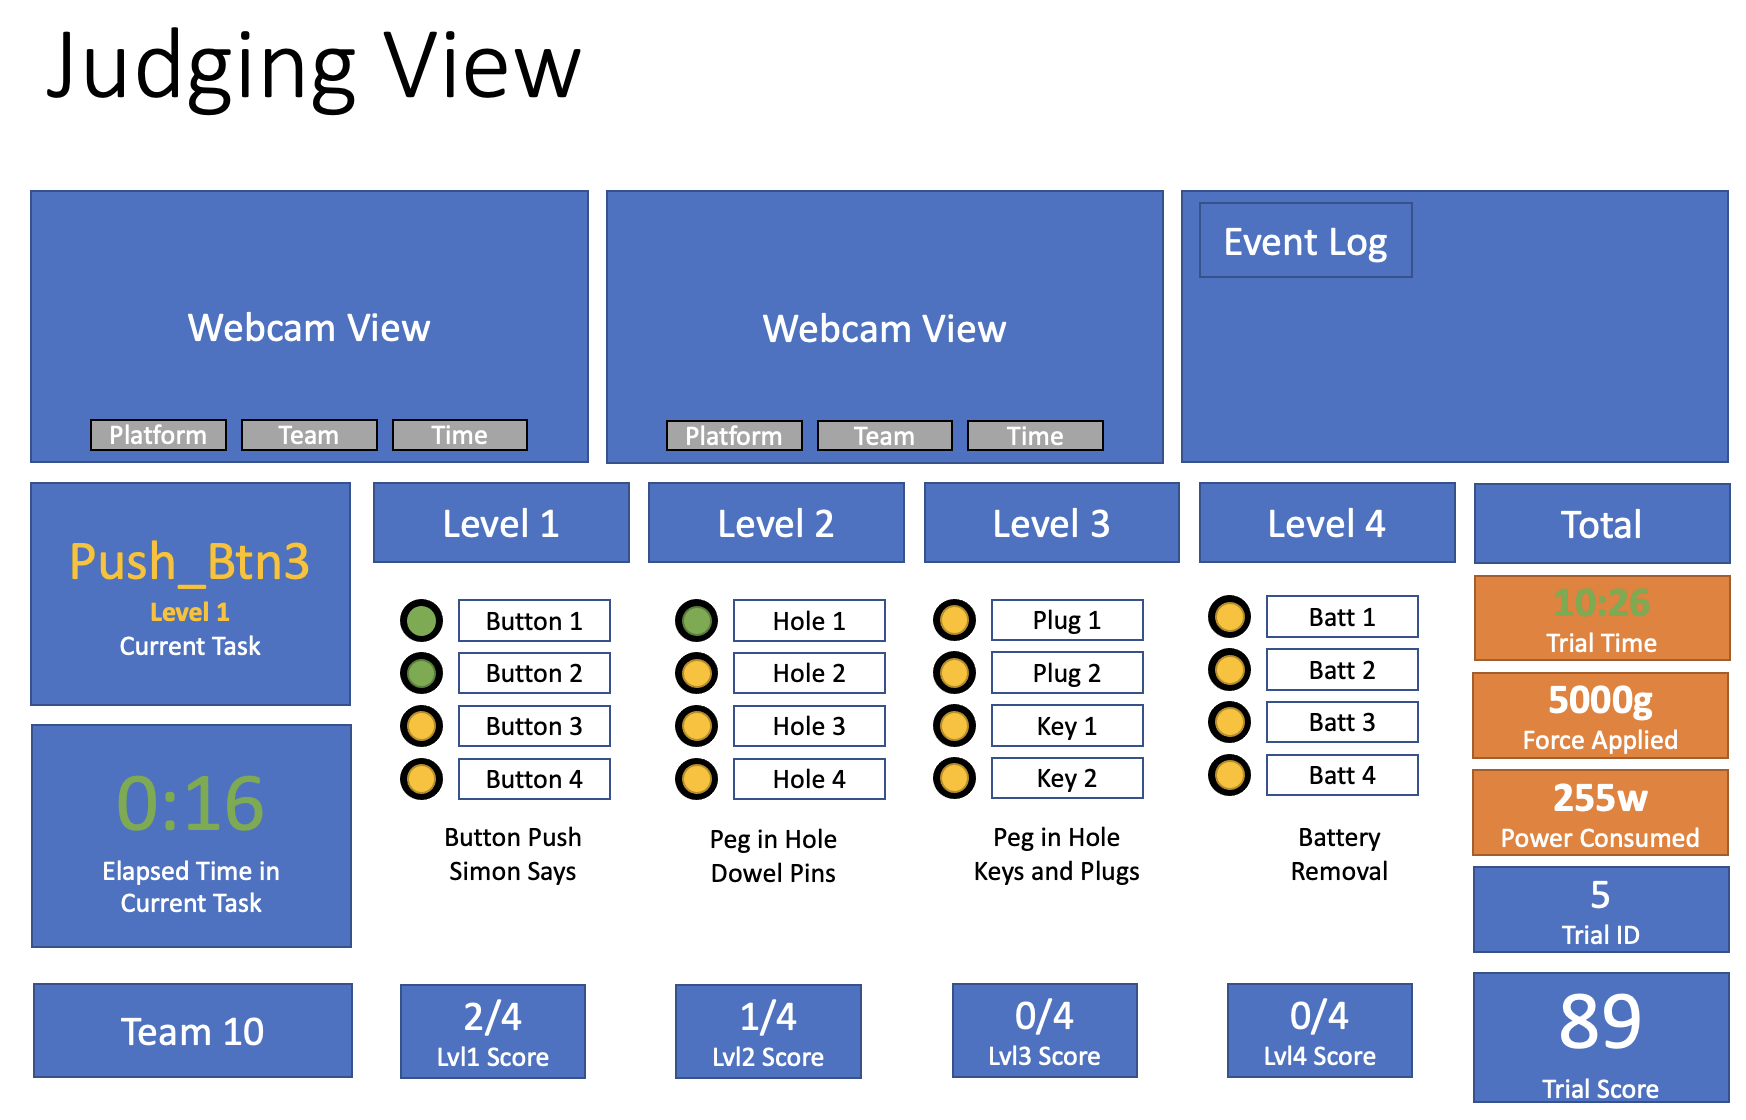 Judging View
Webcam View
Platform
Team
Time
Webcam View
Platform
Team
Time
Event Log
Push_Btn3
Level 1
Current Task
0:16
Elapsed Time in
Current Task
Team 10
Level 1
Button 1
Button 2
Button 3
Button 4
Button Push
Simon Says
2/4
Lvl1 Score
Level 2
Hole 1
Hole 2
Hole 3
Hole 4
Peg in Hole
Dowel Pins
1/4
Lvl2 Score
Level 3
Plug 1
Plug 2
Key 1
Key 2
Peg in Hole
Keys and Plugs
0/4
Lvl3 Score
Level 4
Batt 1
Batt 2
Batt 3
Batt 4
Battery
Removal
0/4
Lvl4 Score
Total
10:26
Trial Time
5000g
Force Applied
255w
Power Consumed
5
Trial ID
89
Trial Score